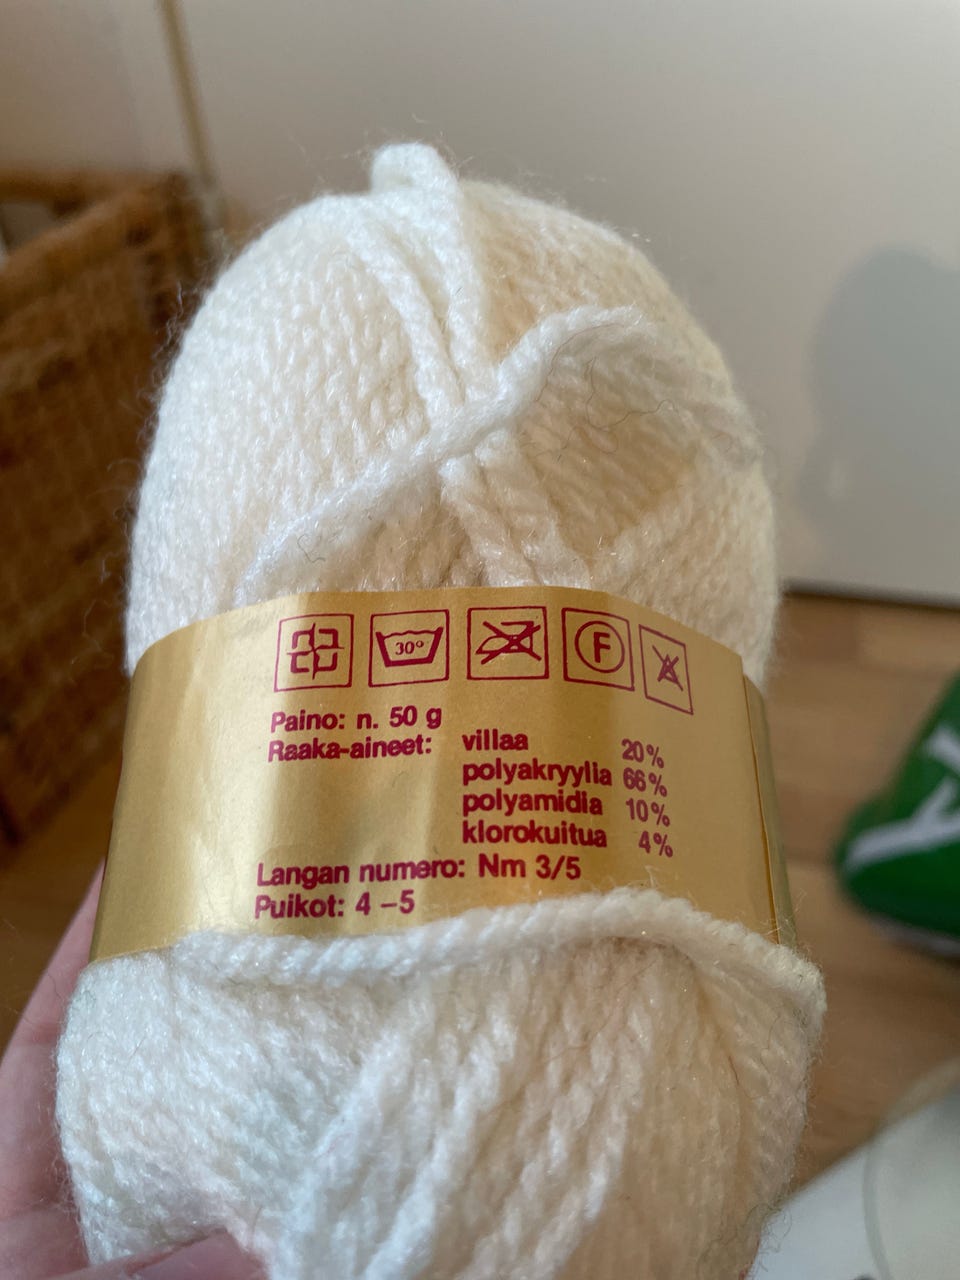 30°
F
Paino: n. 50 g
Raaka-aineet: villaa 20%
polyakryylia 66%
polyamidia 10%
klorokuitua 4%
Langan numero: Nm 3/5
Puikot: 4 –5